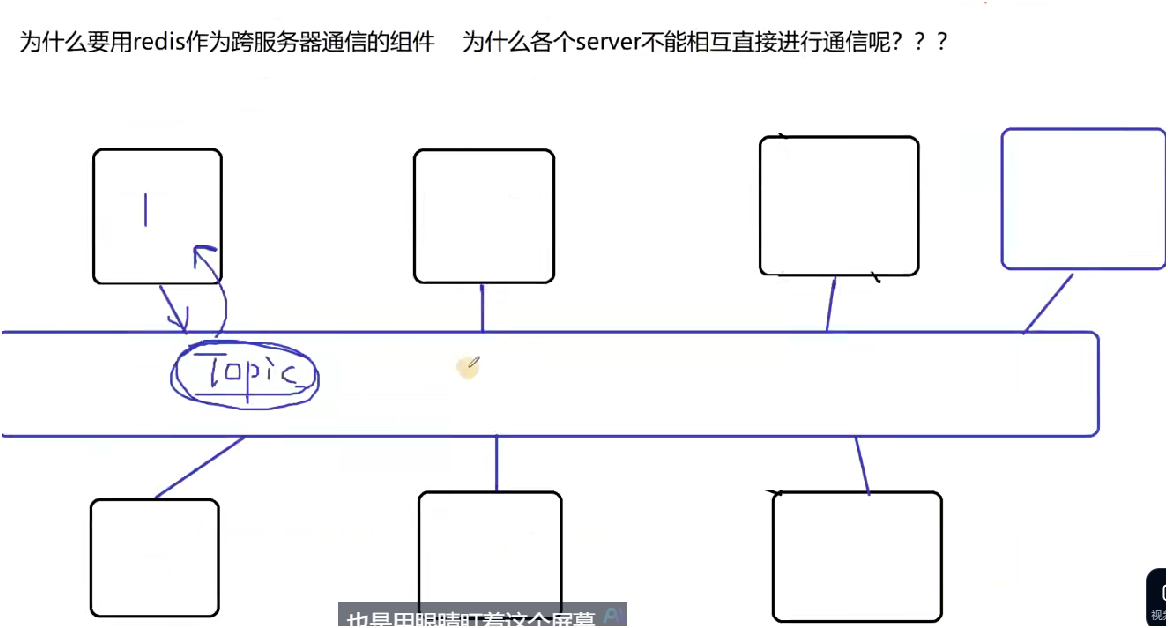 为什么要用redis作为跨服务器通信的组件 为什么各个server不能相互直接进行通信呢？？？
1
Topic
也是用眼睛盯着这个屏幕